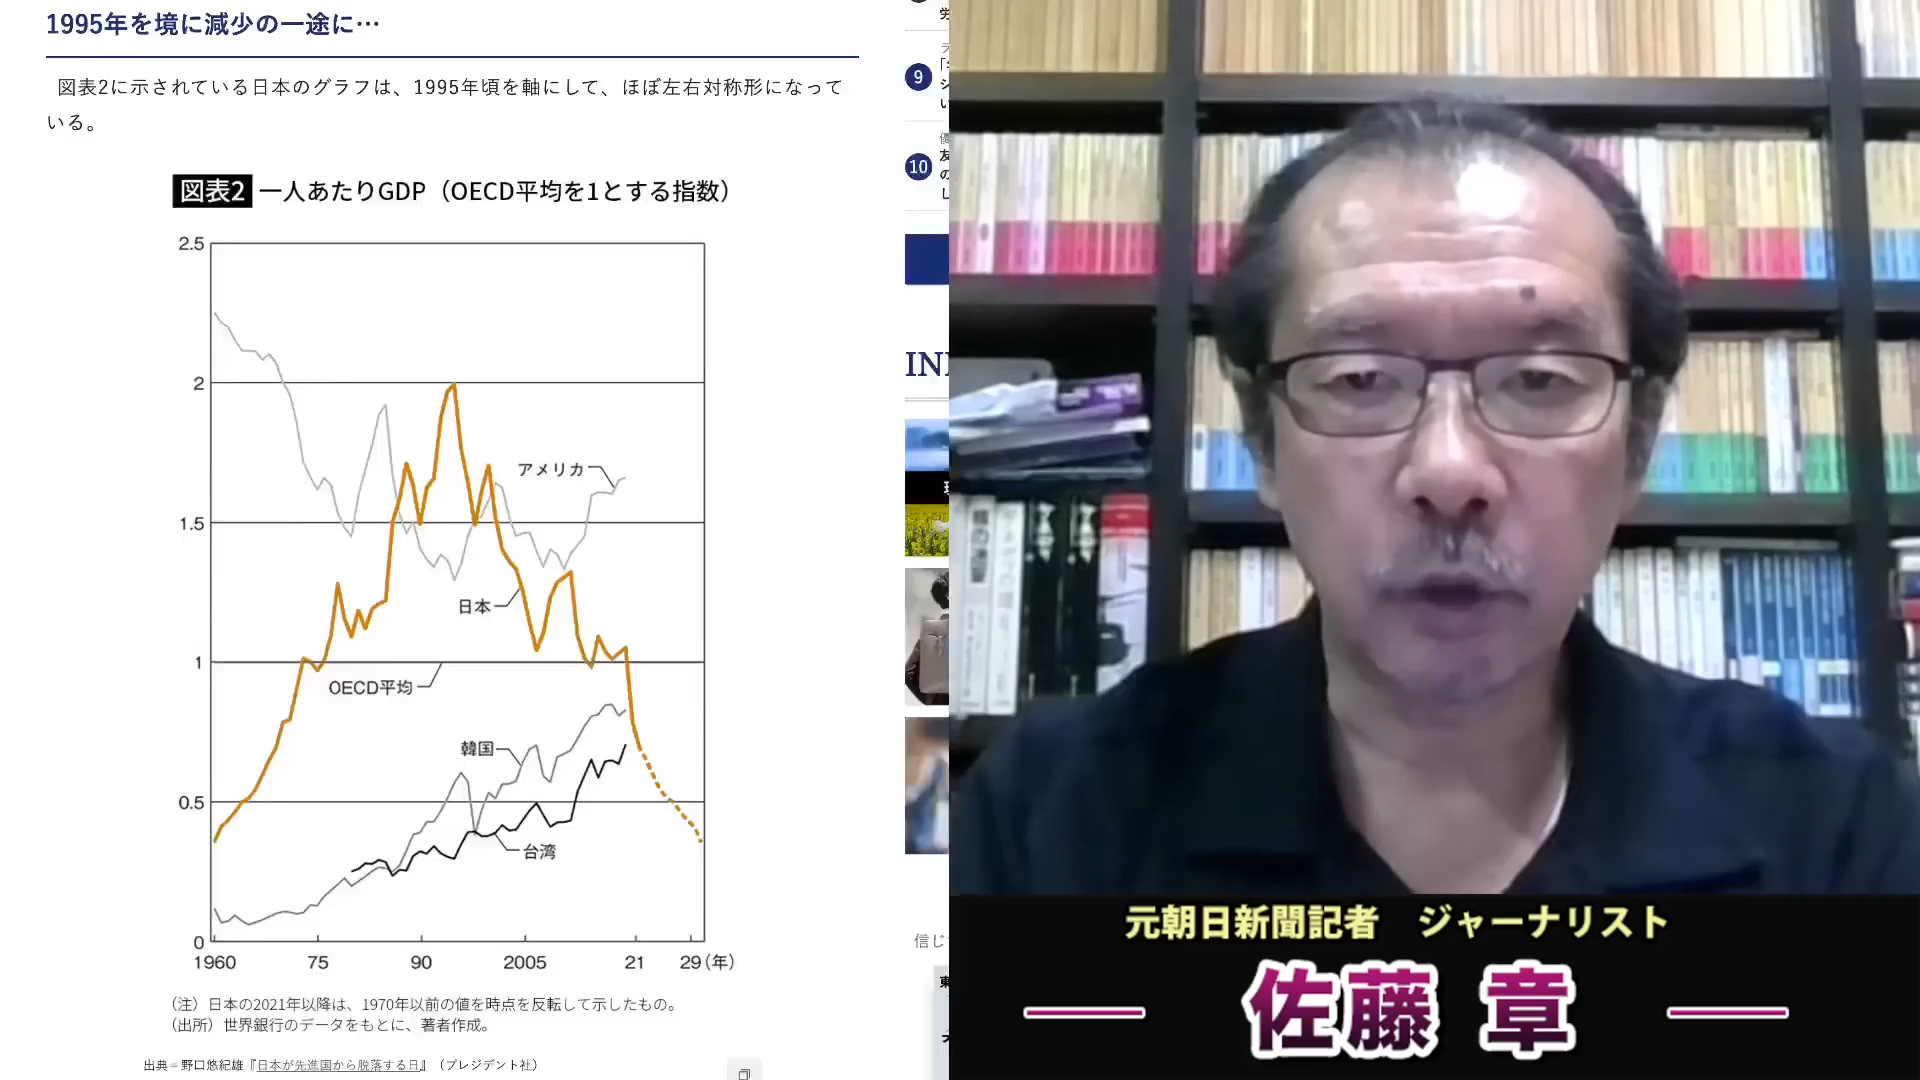 1995年を境に減少の一途に…
図表2に示されている日本のグラフは、1995年頃を軸にして、ほぼ左右対称形になって
いる。
図表2 一人あたりGDP（OECD平均を1とする指数）
2.5
2
1.5
1
0.5
0
アメリカ
日本
OECD平均
韓国
台湾
1960 75 90 2005 21 29(年)
（注）日本の2021年以降は、1970年以前の値を時点を反転して示したもの。
（出所）世界銀行のデータをもとに、著者作成。
出典＝野口悠紀雄『日本が先進国から脱落する日』（プレジデント社）
9
10
信じ
元朝日新聞記者　ジャーナリスト
佐藤 章